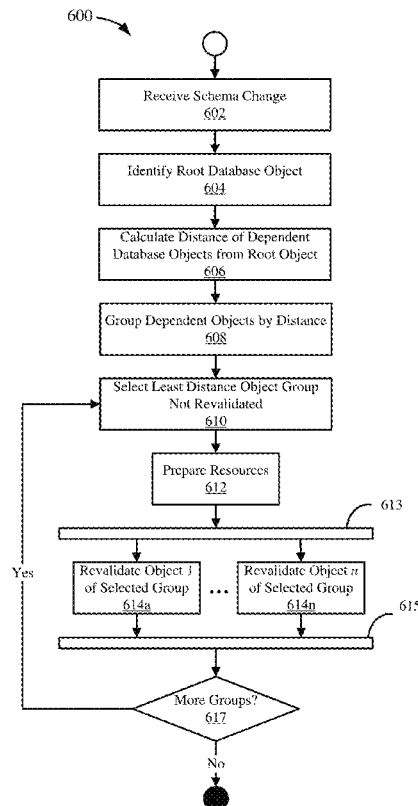 600
Receive Schema Change
602
Identify Root Database Object
604
Calculate Distance of Dependent
Database Objects from Root Object
606
Group Dependent Objects by Distance
608
Select Least Distance Object Group
Not Revalidated
610
Prepare Resources
612
613
Revalidate Object 1
of Selected Group
614a
...
Revalidate Object n
of Selected Group
614n
615
Yes
More Groups?
617
No